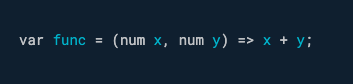 var func = (num x, num y) => x + y;